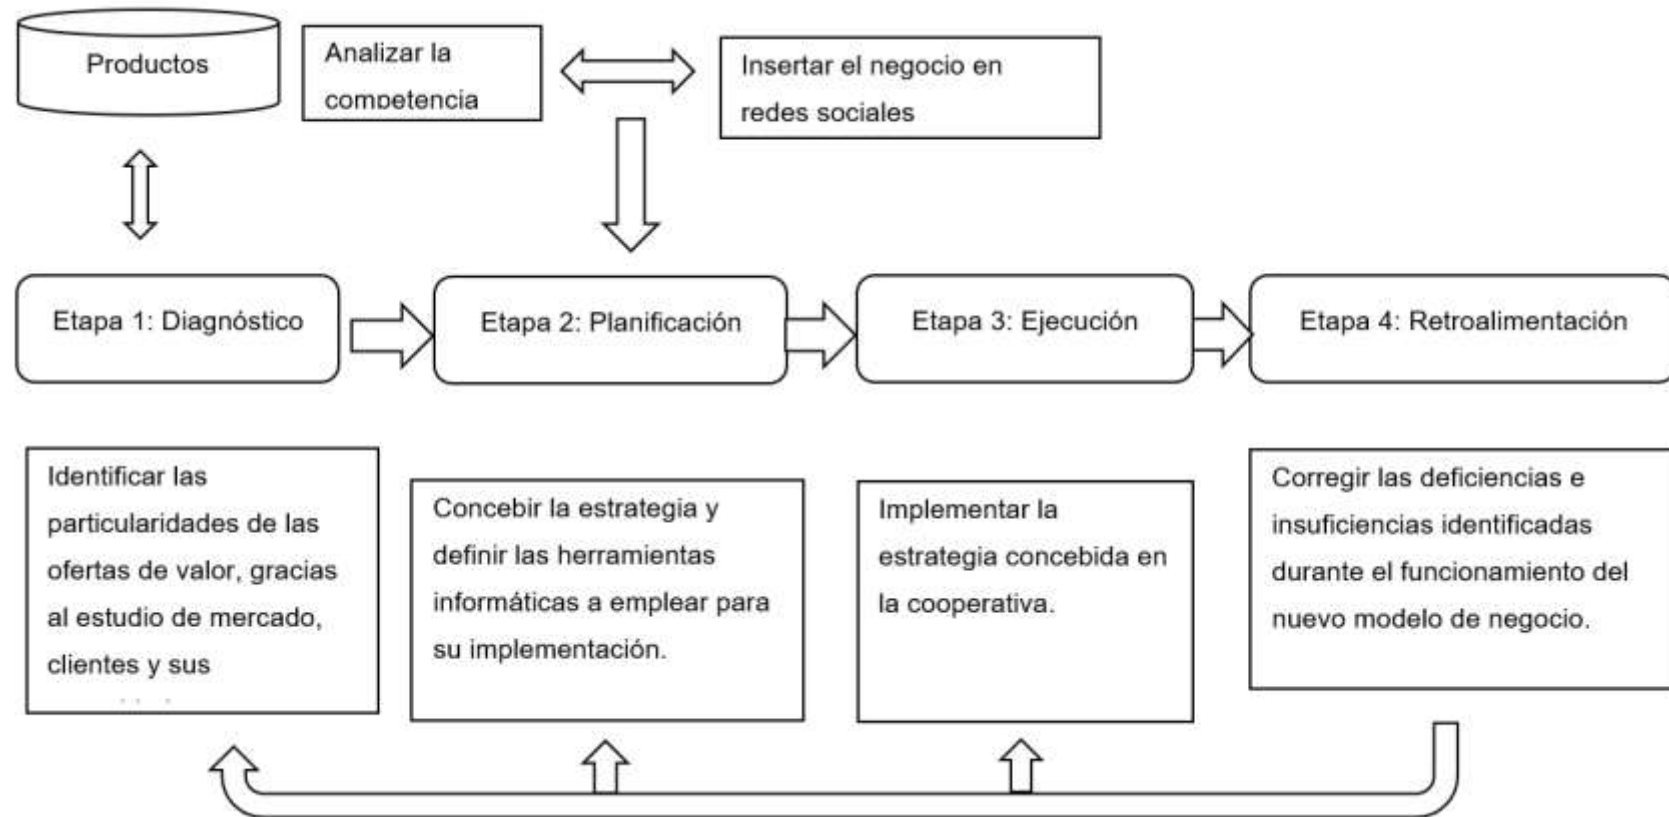 Productos
Analizar la
competencia
Insertar el negocio en
redes sociales
Etapa 1: Diagnóstico
Etapa 2: Planificación
Etapa 3: Ejecución
Etapa 4: Retroalimentación
Identificar las
particularidades de las
ofertas de valor, gracias
al estudio de mercado,
clientes y sus
Concebir la estrategia y
definir las herramientas
informáticas a emplear para
su implementación.
Implementar la
estrategia concebida en
la cooperativa.
Corregir las deficiencias e
insuficiencias identificadas
durante el funcionamiento del
nuevo modelo de negocio.